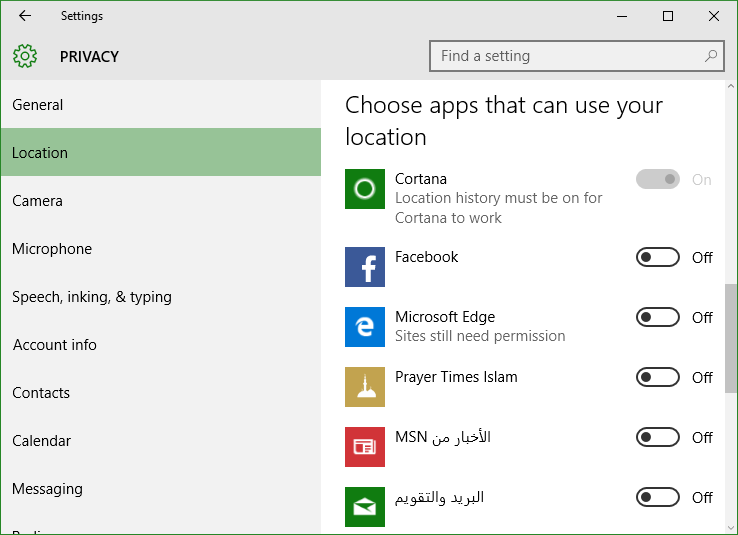 Settings
PRIVACY
Find a setting
General
Location
Camera
Microphone
Speech, inking, & typing
Account info
Contacts
Calendar
Messaging
Choose apps that can use your
location
Cortana
On
Location history must be on for
Cortana to work
Facebook
Off
Microsoft Edge
Off
Sites still need permission
Prayer Times Islam
Off
الأخبار من MSN
Off
البريد والتقويم
Off